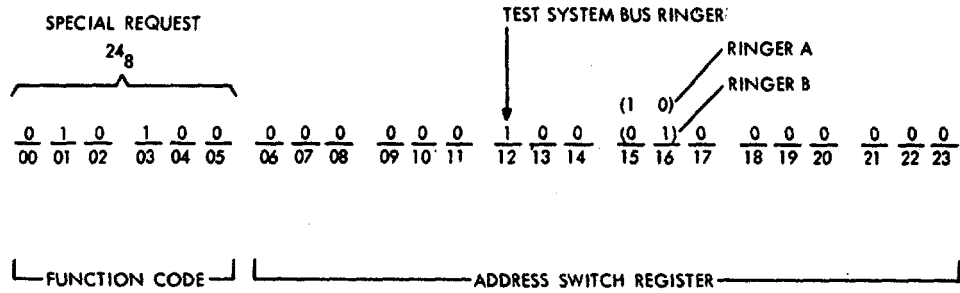 TEST SYSTEM BUS RINGER
SPECIAL REQUEST
24₈
RINGER A
RINGER B
(1 0)
0 1 0 1 0 0 0 0 0 0 0 0 1 0 0 (0 1) 0 0 0 0 0 0 0
00 01 02 03 04 05 06 07 08 09 10 11 12 13 14 15 16 17 18 19 20 21 22 23
FUNCTION CODE
ADDRESS SWITCH REGISTER